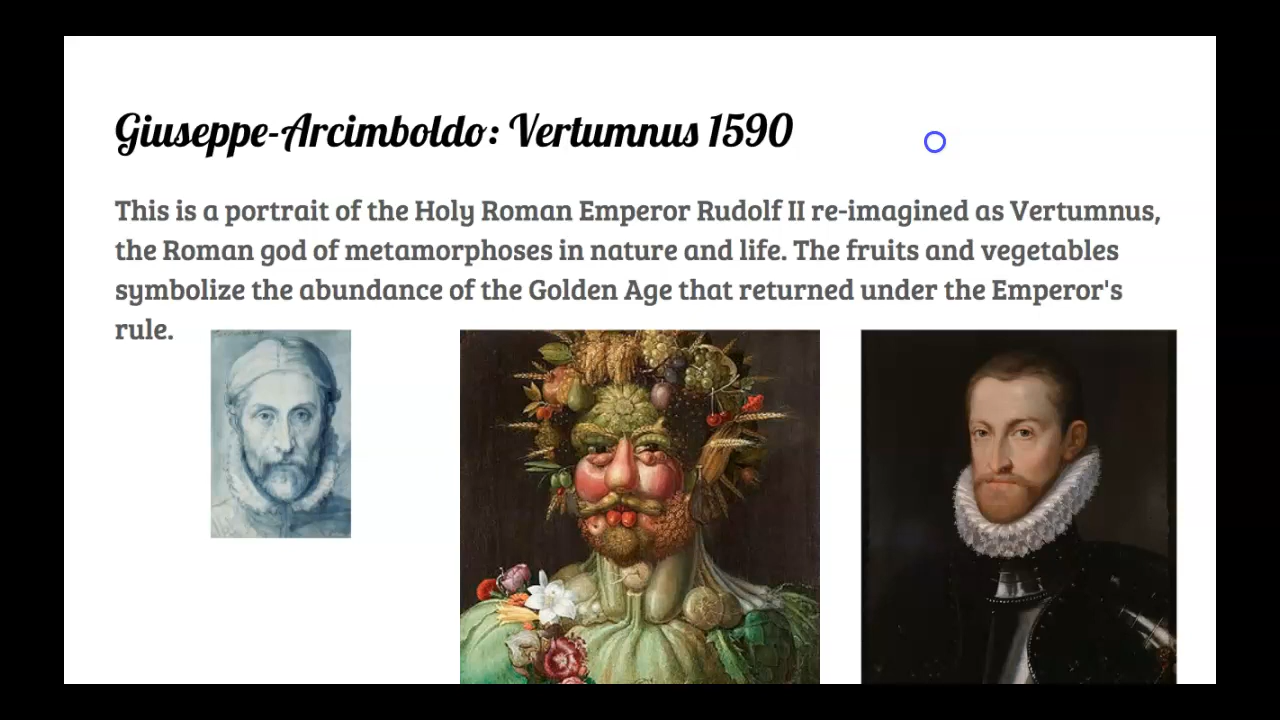 Giuseppe-Arcimboldo: Vertumnus 1590
This is a portrait of the Holy Roman Emperor Rudolf II re-imagined as Vertumnus,
the Roman god of metamorphoses in nature and life. The fruits and vegetables
symbolize the abundance of the Golden Age that returned under the Emperor's
rule.